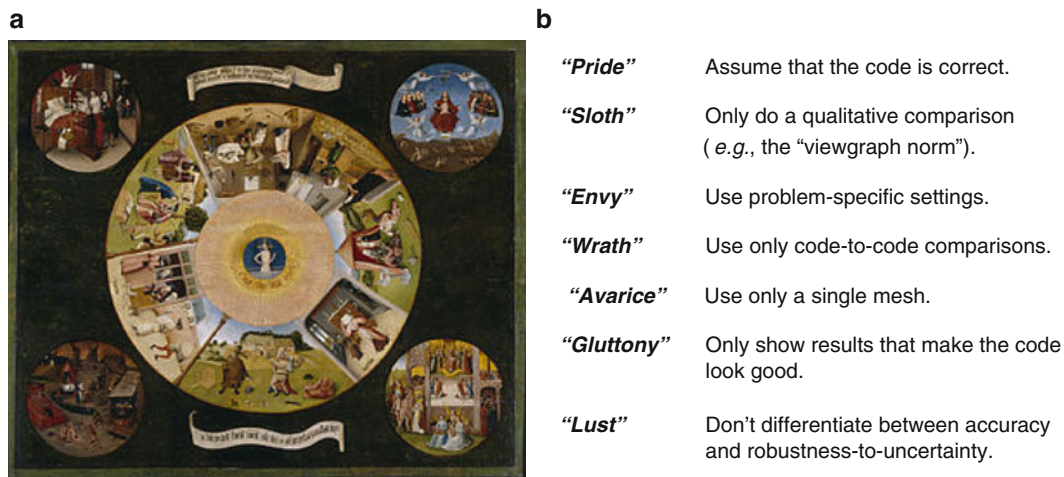 a
b
“Pride” Assume that the code is correct.
“Sloth” Only do a qualitative comparison
(e.g., the “viewgraph norm”).
“Envy” Use problem-specific settings.
“Wrath” Use only code-to-code comparisons.
“Avarice” Use only a single mesh.
“Gluttony” Only show results that make the code
look good.
“Lust” Don’t differentiate between accuracy
and robustness-to-uncertainty.